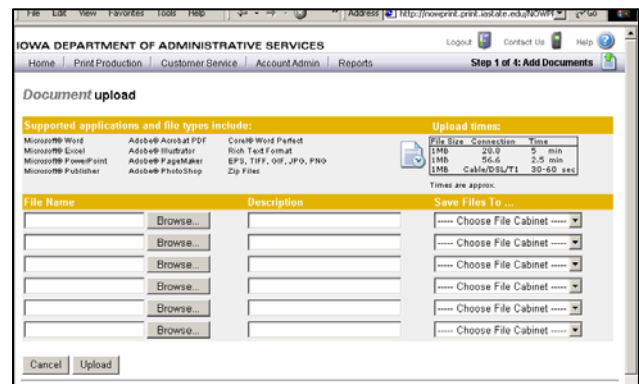 File Edit View Favorites Tools Help Address http://nowprint.print.iastate.edu/NOWP Go
IOWA DEPARTMENT OF ADMINISTRATIVE SERVICES Logout Contact Us Help
Home Print Production Customer Service Account Admin Reports Step 1 of 4: Add Documents
Document upload
Supported applications and file types include: Upload times:
Microsoft® Word Adobe® Acrobat PDF Corel® Word Perfect File Size Connection Time
Microsoft® Excel Adobe® Illustrator Rich Text Format 1MB 28.8 5 min
Microsoft® PowerPoint Adobe® PageMaker EPS, TIFF, GIF, JPG, PNG 1MB 56.6 2.5 min
Microsoft® Publisher Adobe® PhotoShop Zip Files 1MB Cable/DSL/T1 30-60 sec
Times are approx.
File Name Description Save Files To ...
Browse... ----- Choose File Cabinet -----
Browse... ----- Choose File Cabinet -----
Browse... ----- Choose File Cabinet -----
Browse... ----- Choose File Cabinet -----
Browse... ----- Choose File Cabinet -----
Browse... ----- Choose File Cabinet -----
Cancel Upload